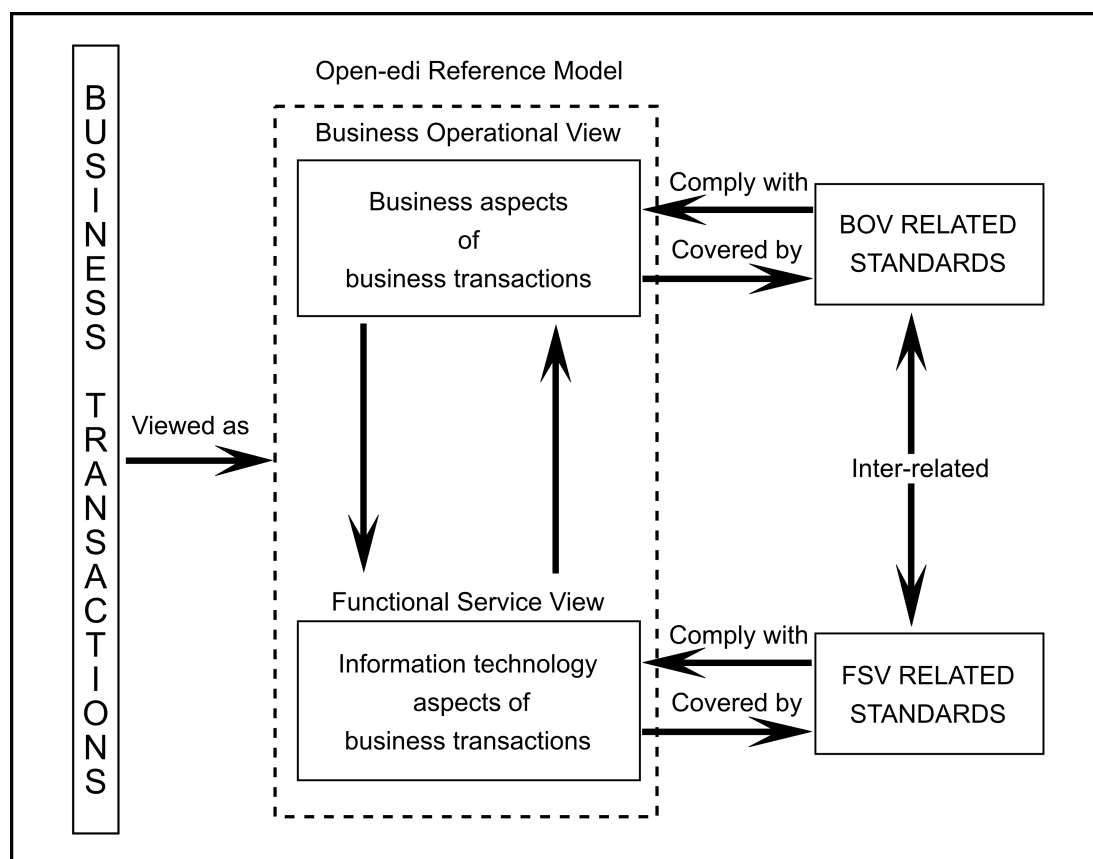 BUSINESS TRANSACTIONS
Open-edi Reference Model
Business Operational View
Business aspects
of
business transactions
Comply with
Covered by
BOV RELATED
STANDARDS
Viewed as
Inter-related
Functional Service View
Information technology
aspects of
business transactions
Comply with
Covered by
FSV RELATED
STANDARDS